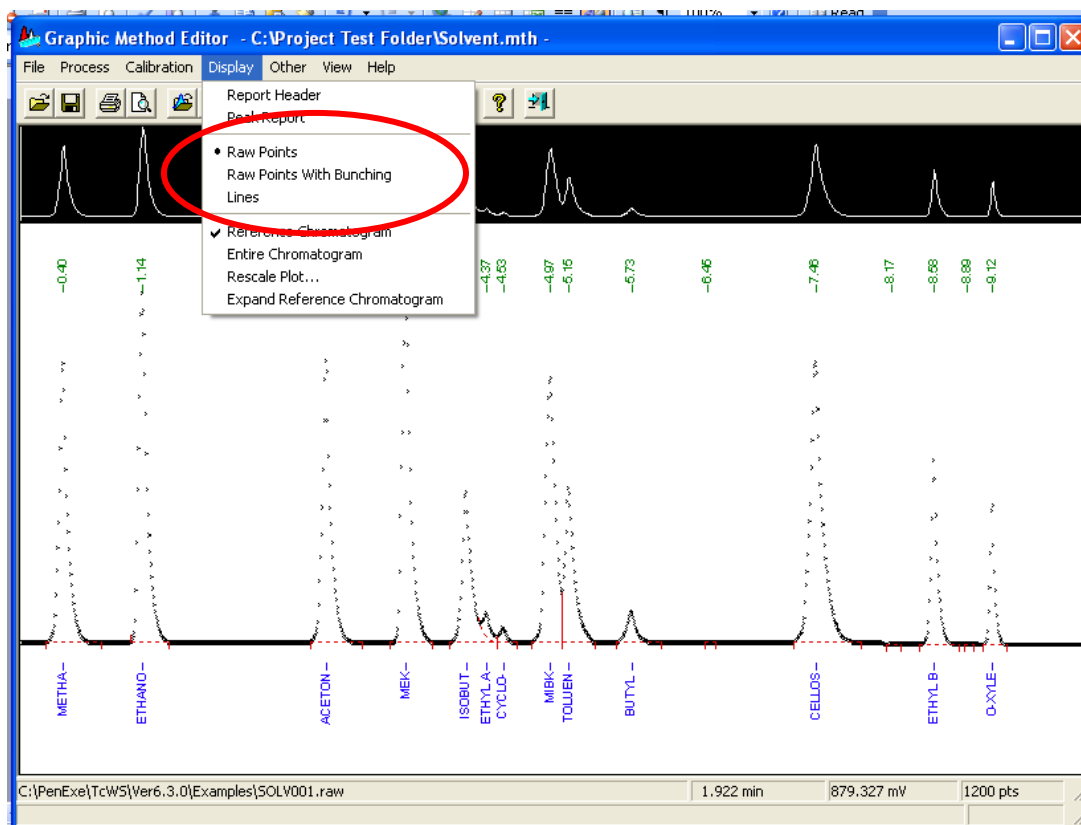 100%
Read
Graphic Method Editor - C:\Project Test Folder\Solvent.mth -
File Process Calibration Display Other View Help
Report Header
Peak Report
Raw Points
Raw Points With Bunching
Lines
Reference Chromatogram
Entire Chromatogram
Rescale Plot...
Expand Reference Chromatogram
-0.40
-1.14
-4.37
-4.53
-4.97
-5.15
-5.73
-6.46
-7.46
-8.17
-8.58
-8.89
-9.12
METHA-
ETHANO-
ACETON-
MEK-
ISOBUT-
ETHYL A-
CYCLO-
MIBK-
TOLUEN-
BUTYL-
CELLOS-
ETHYL B-
O-XYLE-
C:\PenExe\TcWS\Ver6.3.0\Examples\SOLV001.raw 1.922 min 879.327 mV 1200 pts